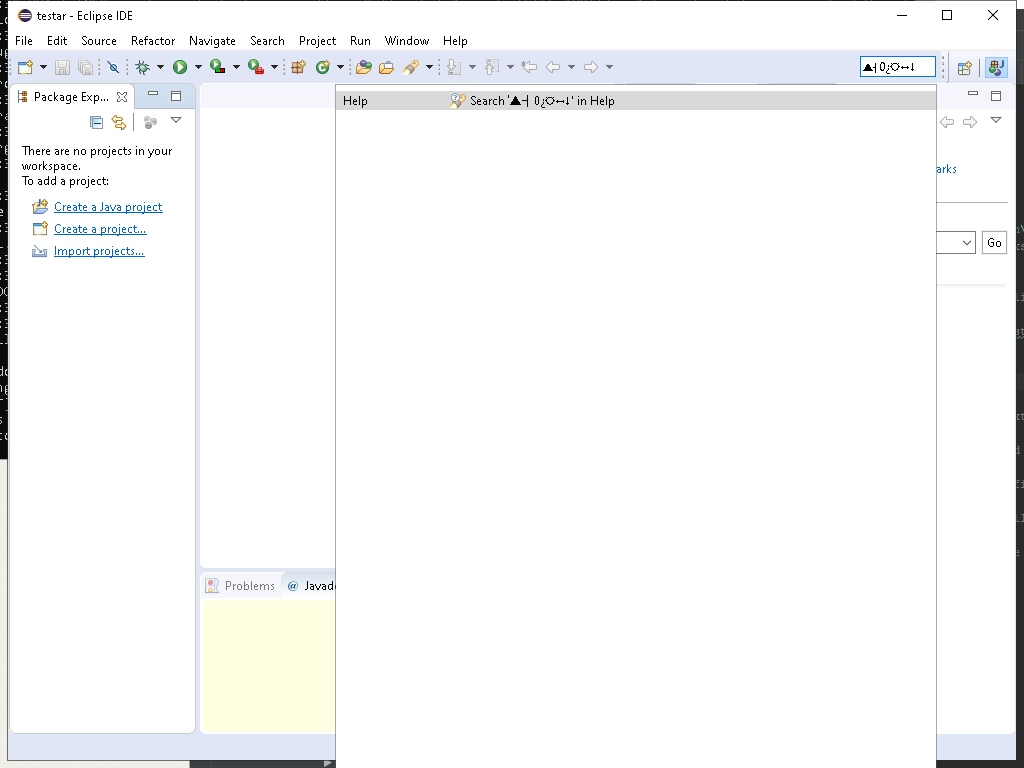 testar - Eclipse IDE
File Edit Source Refactor Navigate Search Project Run Window Help
▲┤0¿☼↔↓
Package Exp...
Help Search '▲┤ 0¿☼↔↓' in Help
There are no projects in your
workspace.
To add a project:
arks
Create a Java project
Create a project...
Go
Import projects...
Problems @ Javad